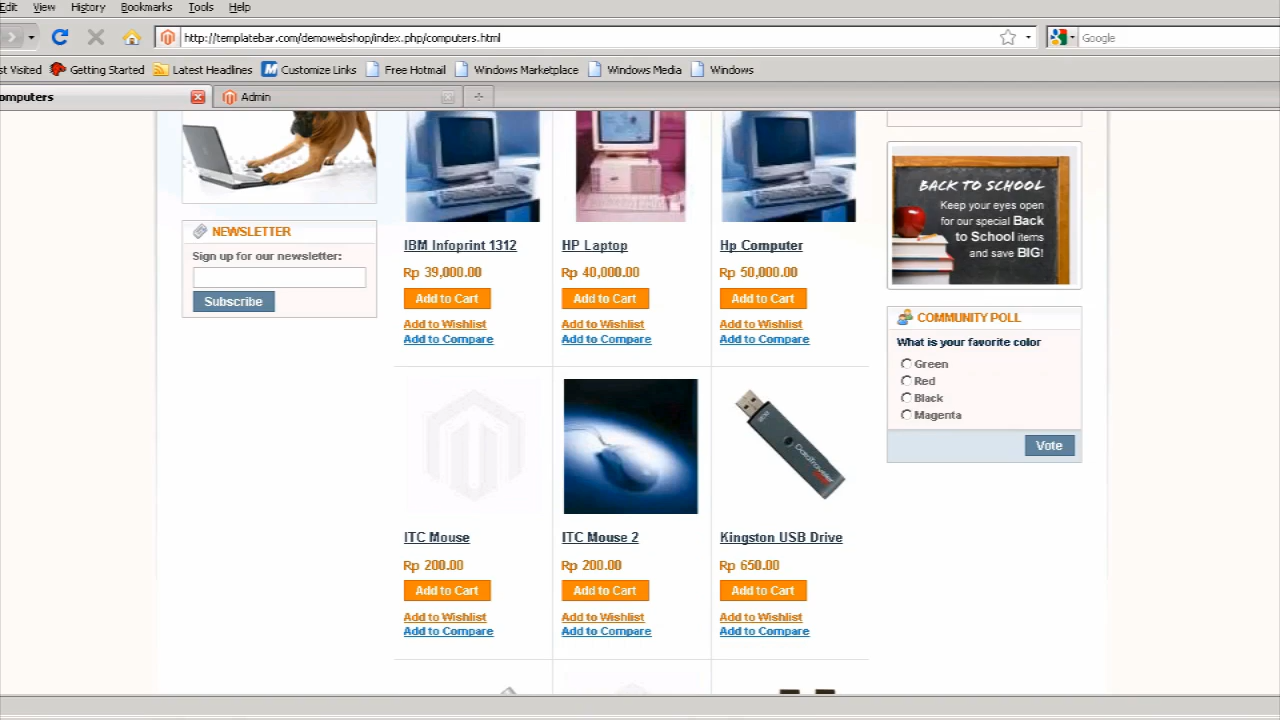 Edit View History Bookmarks Tools Help
http://templatebar.com/demowebshop/index.php/computers.html
Google
Visited Getting Started Latest Headlines Customize Links Free Hotmail Windows Marketplace Windows Media Windows
omputers Admin
NEWSLETTER
Sign up for our newsletter:
Subscribe
IBM Infoprint 1312 HP Laptop Hp Computer
Rp 39,000.00 Rp 40,000.00 Rp 50,000.00
Add to Cart Add to Cart Add to Cart
Add to Wishlist Add to Wishlist Add to Wishlist
Add to Compare Add to Compare Add to Compare
DataTraveler
ITC Mouse ITC Mouse 2 Kingston USB Drive
Rp 200.00 Rp 200.00 Rp 650.00
Add to Cart Add to Cart Add to Cart
Add to Wishlist Add to Wishlist Add to Wishlist
Add to Compare Add to Compare Add to Compare
BACK TO SCHOOL
Keep your eyes open
for our special Back
to School items
and save BIG!
COMMUNITY POLL
What is your favorite color
Green
Red
Black
Magenta
Vote